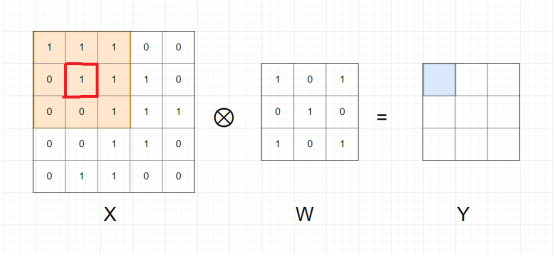 1 1 1 0 0
0 1 1 1 0
0 0 1 1 1
0 0 1 1 0
0 1 1 0 0
1 0 1
0 1 0
1 0 1
⊗
=
X
W
Y